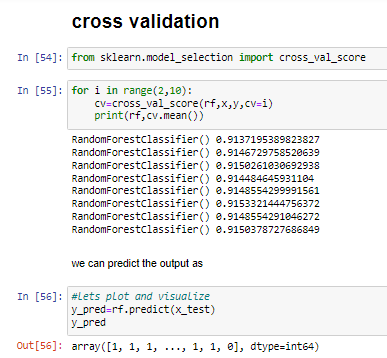 cross validation
In [54]: from sklearn.model_selection import cross_val_score
In [55]: for i in range(2,10):
cv=cross_val_score(rf,x,y,cv=i)
print(rf,cv.mean())
RandomForestClassifier() 0.9137195389823827
RandomForestClassifier() 0.9146729758520639
RandomForestClassifier() 0.9150261030692938
RandomForestClassifier() 0.914484645931104
RandomForestClassifier() 0.9148554299991561
RandomForestClassifier() 0.9153321444756372
RandomForestClassifier() 0.9148554291046272
RandomForestClassifier() 0.9150378727686849
we can predict the output as
In [56]: #lets plot and visualize
y_pred=rf.predict(x_test)
y_pred
Out[56]: array([1, 1, 1, ..., 1, 1, 0], dtype=int64)